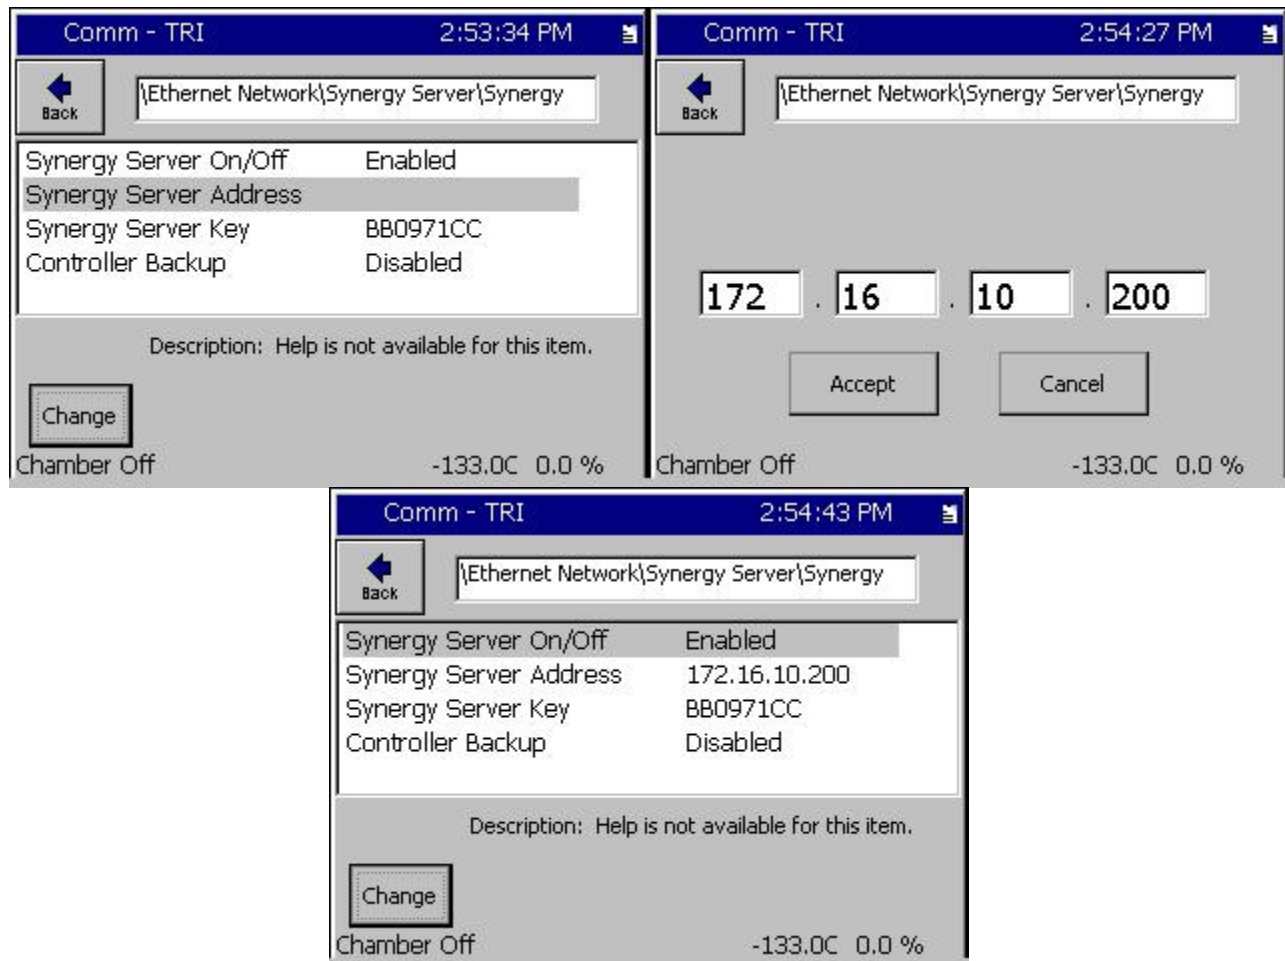 Comm - TRI 2:53:34 PM
Back \Ethernet Network\Synergy Server\Synergy
Synergy Server On/Off Enabled
Synergy Server Address
Synergy Server Key BB0971CC
Controller Backup Disabled
Description: Help is not available for this item.
Change
Chamber Off -133.0C 0.0 %
Comm - TRI 2:54:27 PM
Back \Ethernet Network\Synergy Server\Synergy
172 . 16 . 10 . 200
Accept Cancel
Chamber Off -133.0C 0.0 %
Comm - TRI 2:54:43 PM
Back \Ethernet Network\Synergy Server\Synergy
Synergy Server On/Off Enabled
Synergy Server Address 172.16.10.200
Synergy Server Key BB0971CC
Controller Backup Disabled
Description: Help is not available for this item.
Change
Chamber Off -133.0C 0.0 %